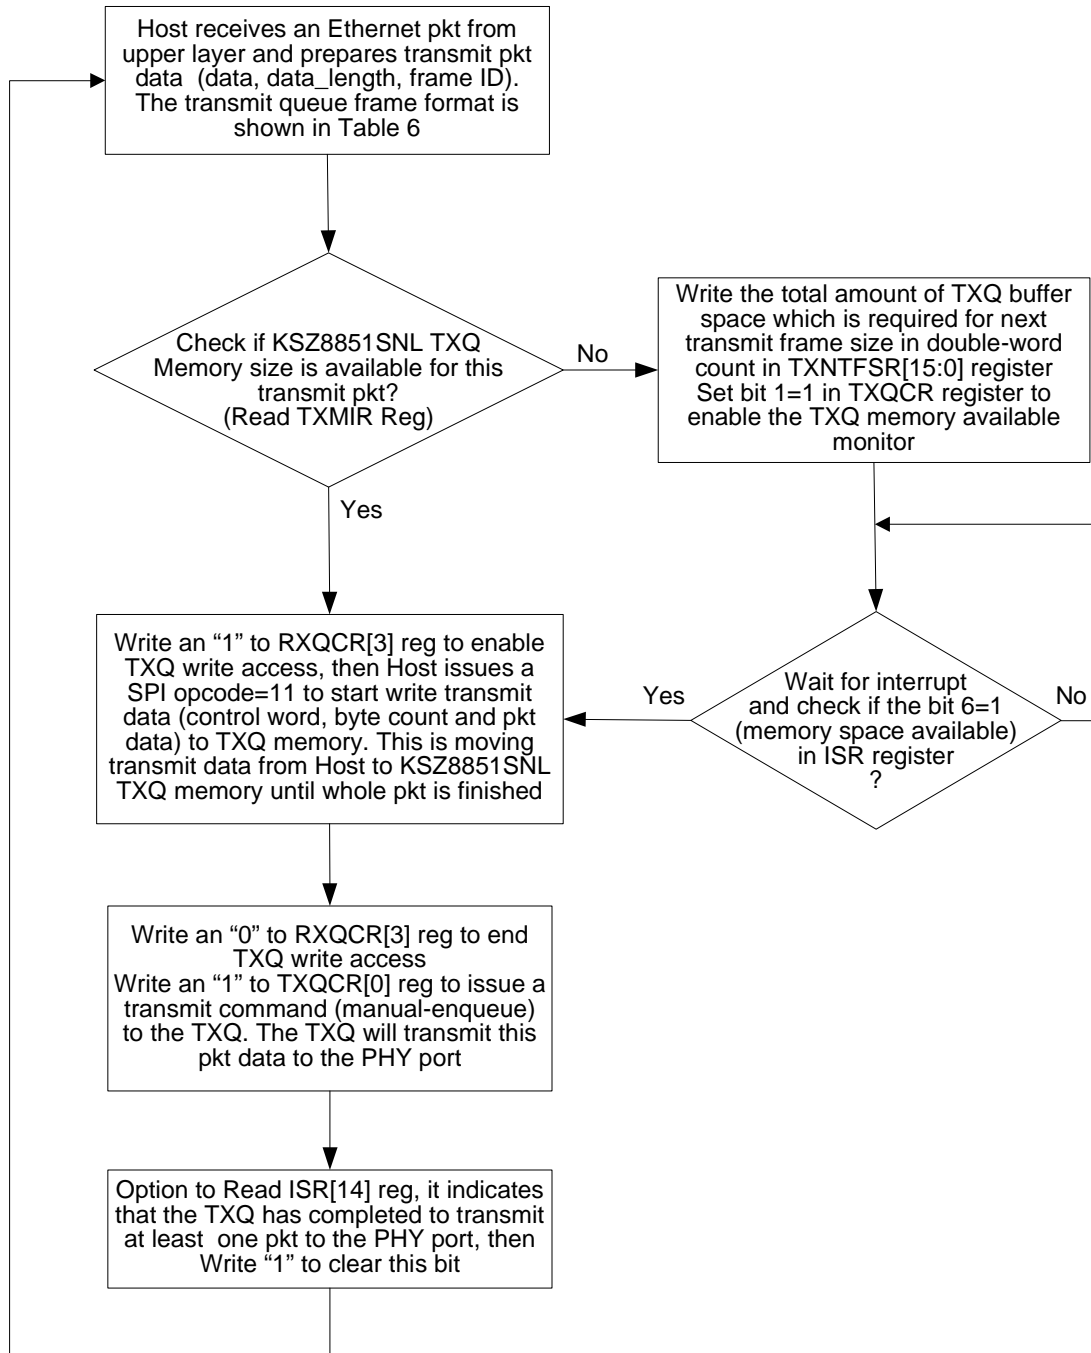 Host receives an Ethernet pkt from
upper layer and prepares transmit pkt
data (data, data_length, frame ID).
The transmit queue frame format is
shown in Table 6
Check if KSZ8851SNL TXQ
Memory size is available for this
transmit pkt?
(Read TXMIR Reg)
No
Write the total amount of TXQ buffer
space which is required for next
transmit frame size in double-word
count in TXNTFSR[15:0] register
Set bit 1=1 in TXQCR register to
enable the TXQ memory available
monitor
Yes
Write an “1” to RXQCR[3] reg to enable
TXQ write access, then Host issues a
SPI opcode=11 to start write transmit
data (control word, byte count and pkt
data) to TXQ memory. This is moving
transmit data from Host to KSZ8851SNL
TXQ memory until whole pkt is finished
Yes
Wait for interrupt
and check if the bit 6=1
(memory space available)
in ISR register
?
No
Write an “0” to RXQCR[3] reg to end
TXQ write access
Write an “1” to TXQCR[0] reg to issue a
transmit command (manual-enqueue)
to the TXQ. The TXQ will transmit this
pkt data to the PHY port
Option to Read ISR[14] reg, it indicates
that the TXQ has completed to transmit
at least one pkt to the PHY port, then
Write “1” to clear this bit